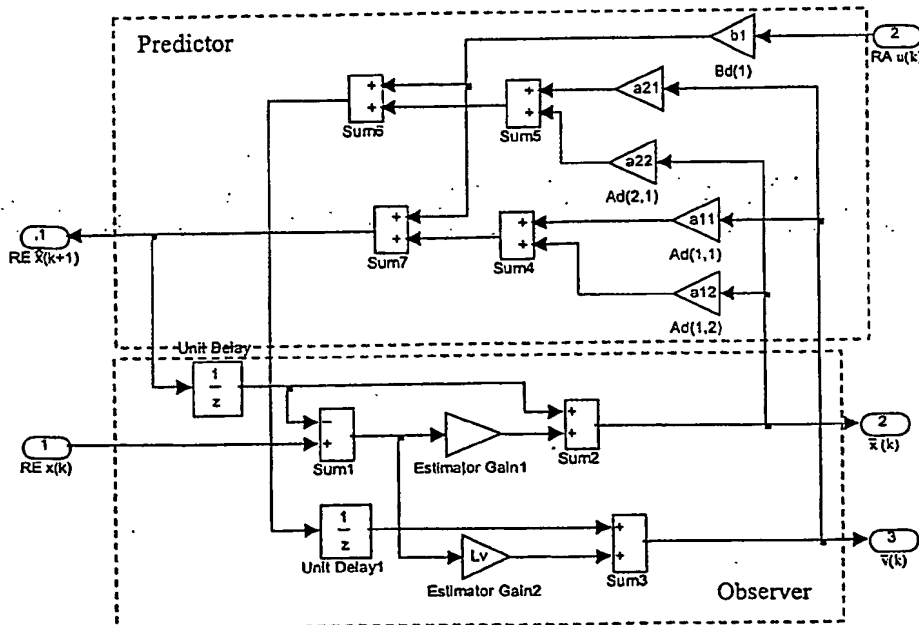 Predictor
b1
2
RA u(k)
Bd(1)
+
+
Sum6
+
+
Sum5
a21
a22
Ad(2,1)
+
+
Sum7
+
+
Sum4
a11
Ad(1,1)
a12
Ad(1,2)
1
RE x̂(k+1)
Unit Delay
1
z
1
RE x(k)
−
+
Sum1
Estimator Gain1
+
+
Sum2
2
x̄(k)
1
z
Unit Delay1
Lv
Estimator Gain2
+
+
Sum3
3
v̄(k)
Observer